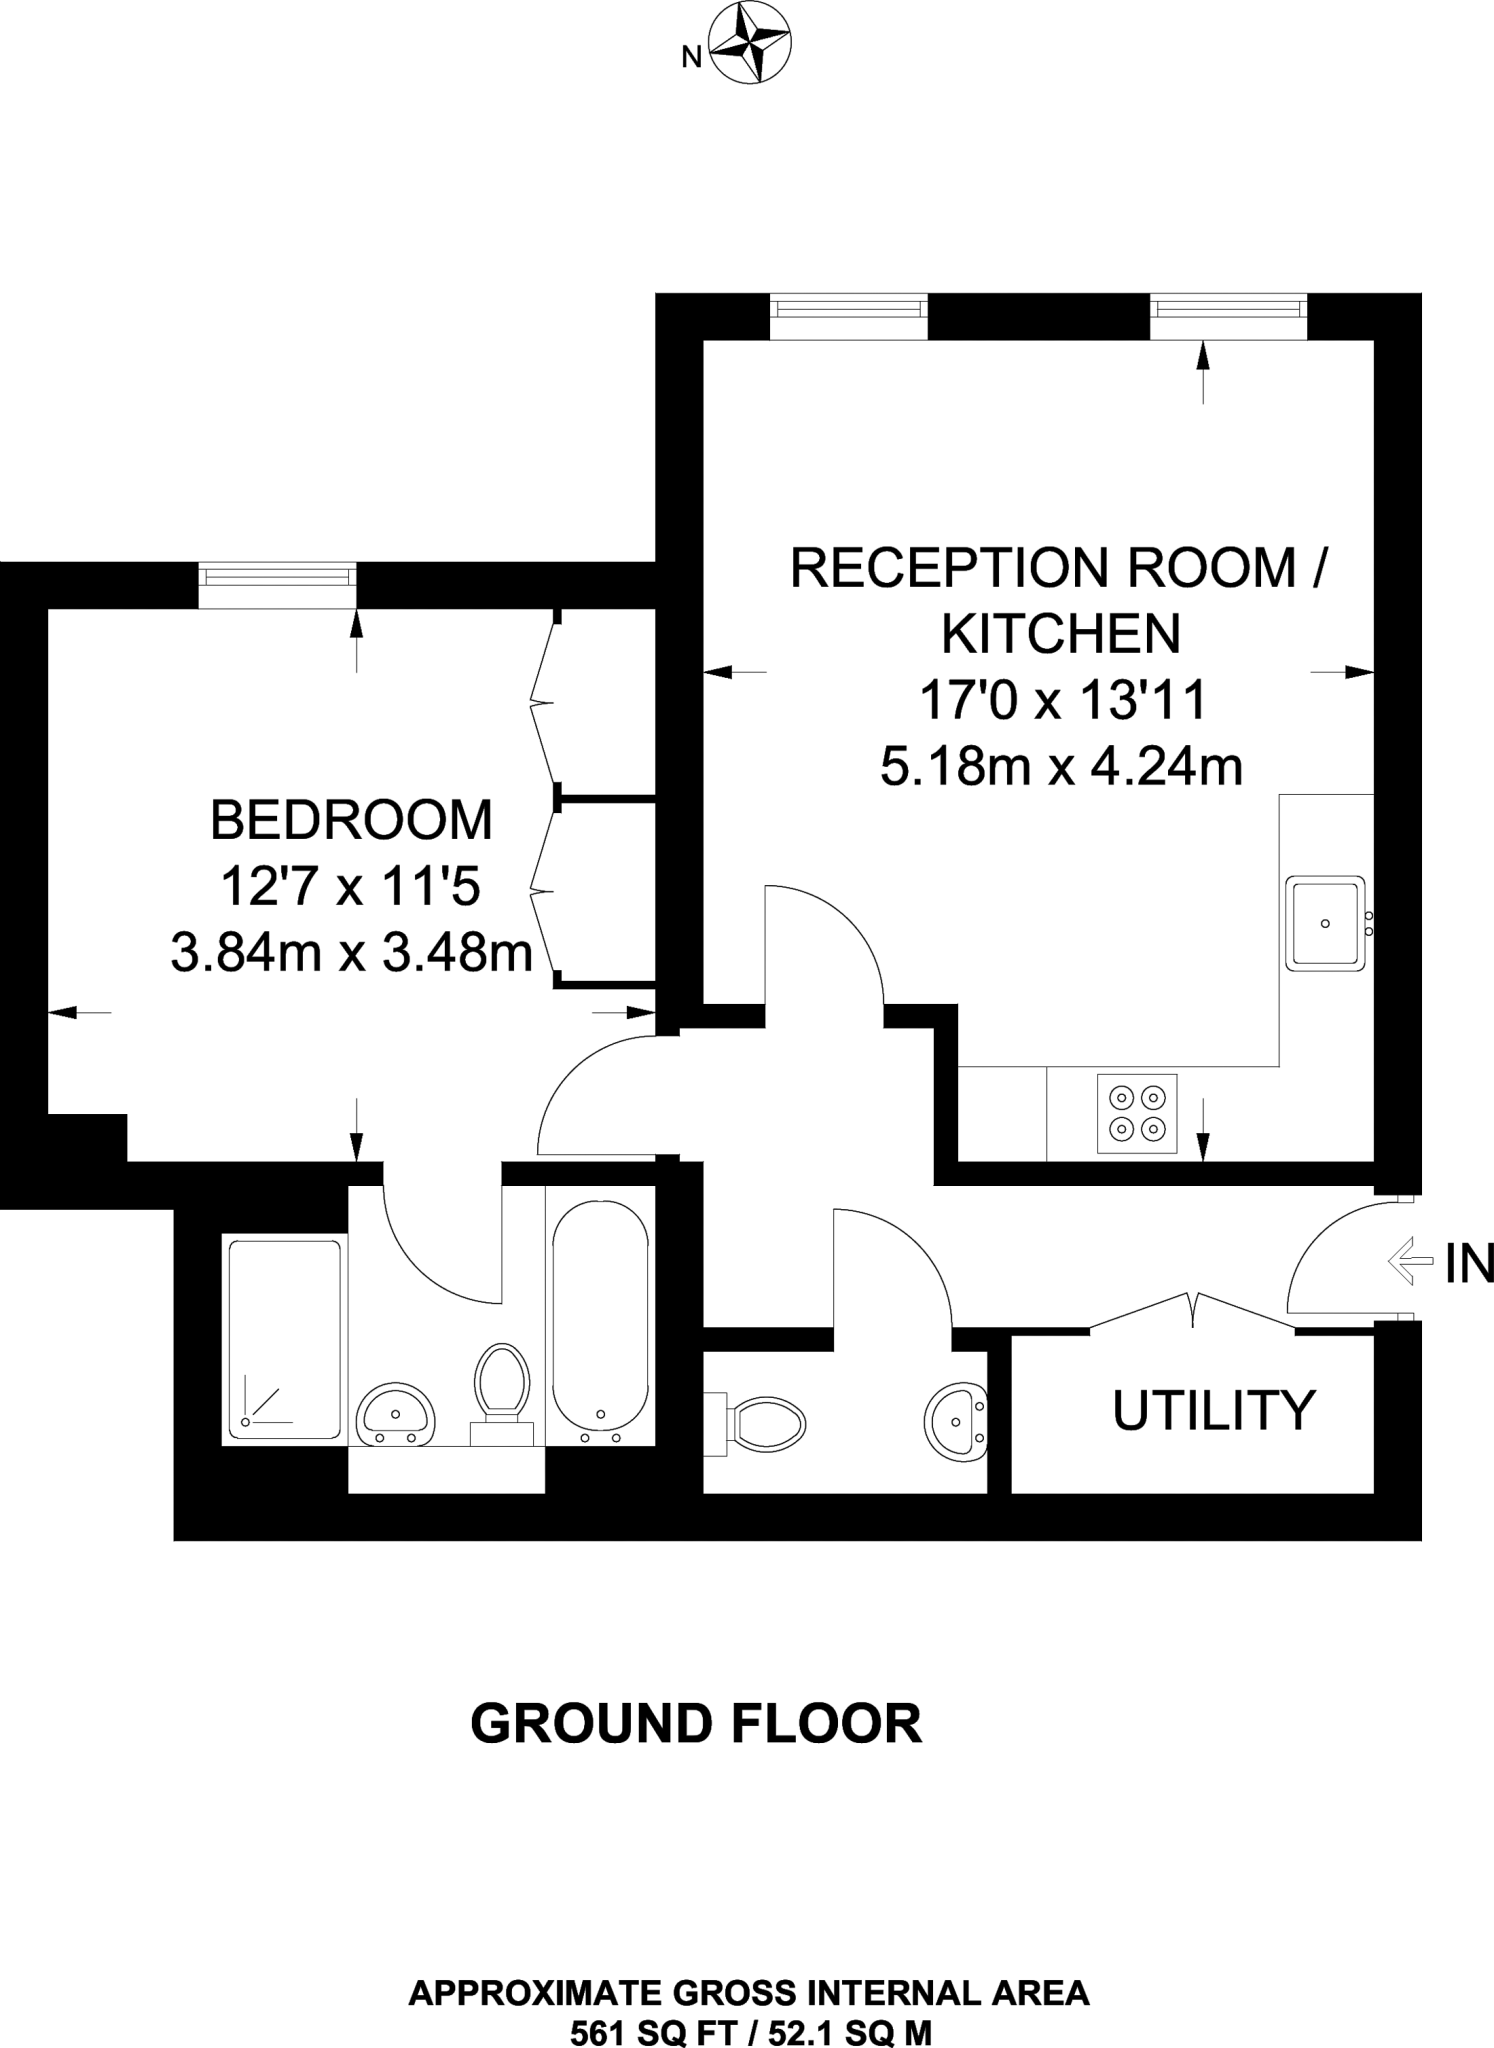 N
RECEPTION ROOM /
KITCHEN
17'0 x 13'11
5.18m x 4.24m
BEDROOM
12'7 x 11'5
3.84m x 3.48m
IN
UTILITY
GROUND FLOOR
APPROXIMATE GROSS INTERNAL AREA
561 SQ FT / 52.1 SQ M